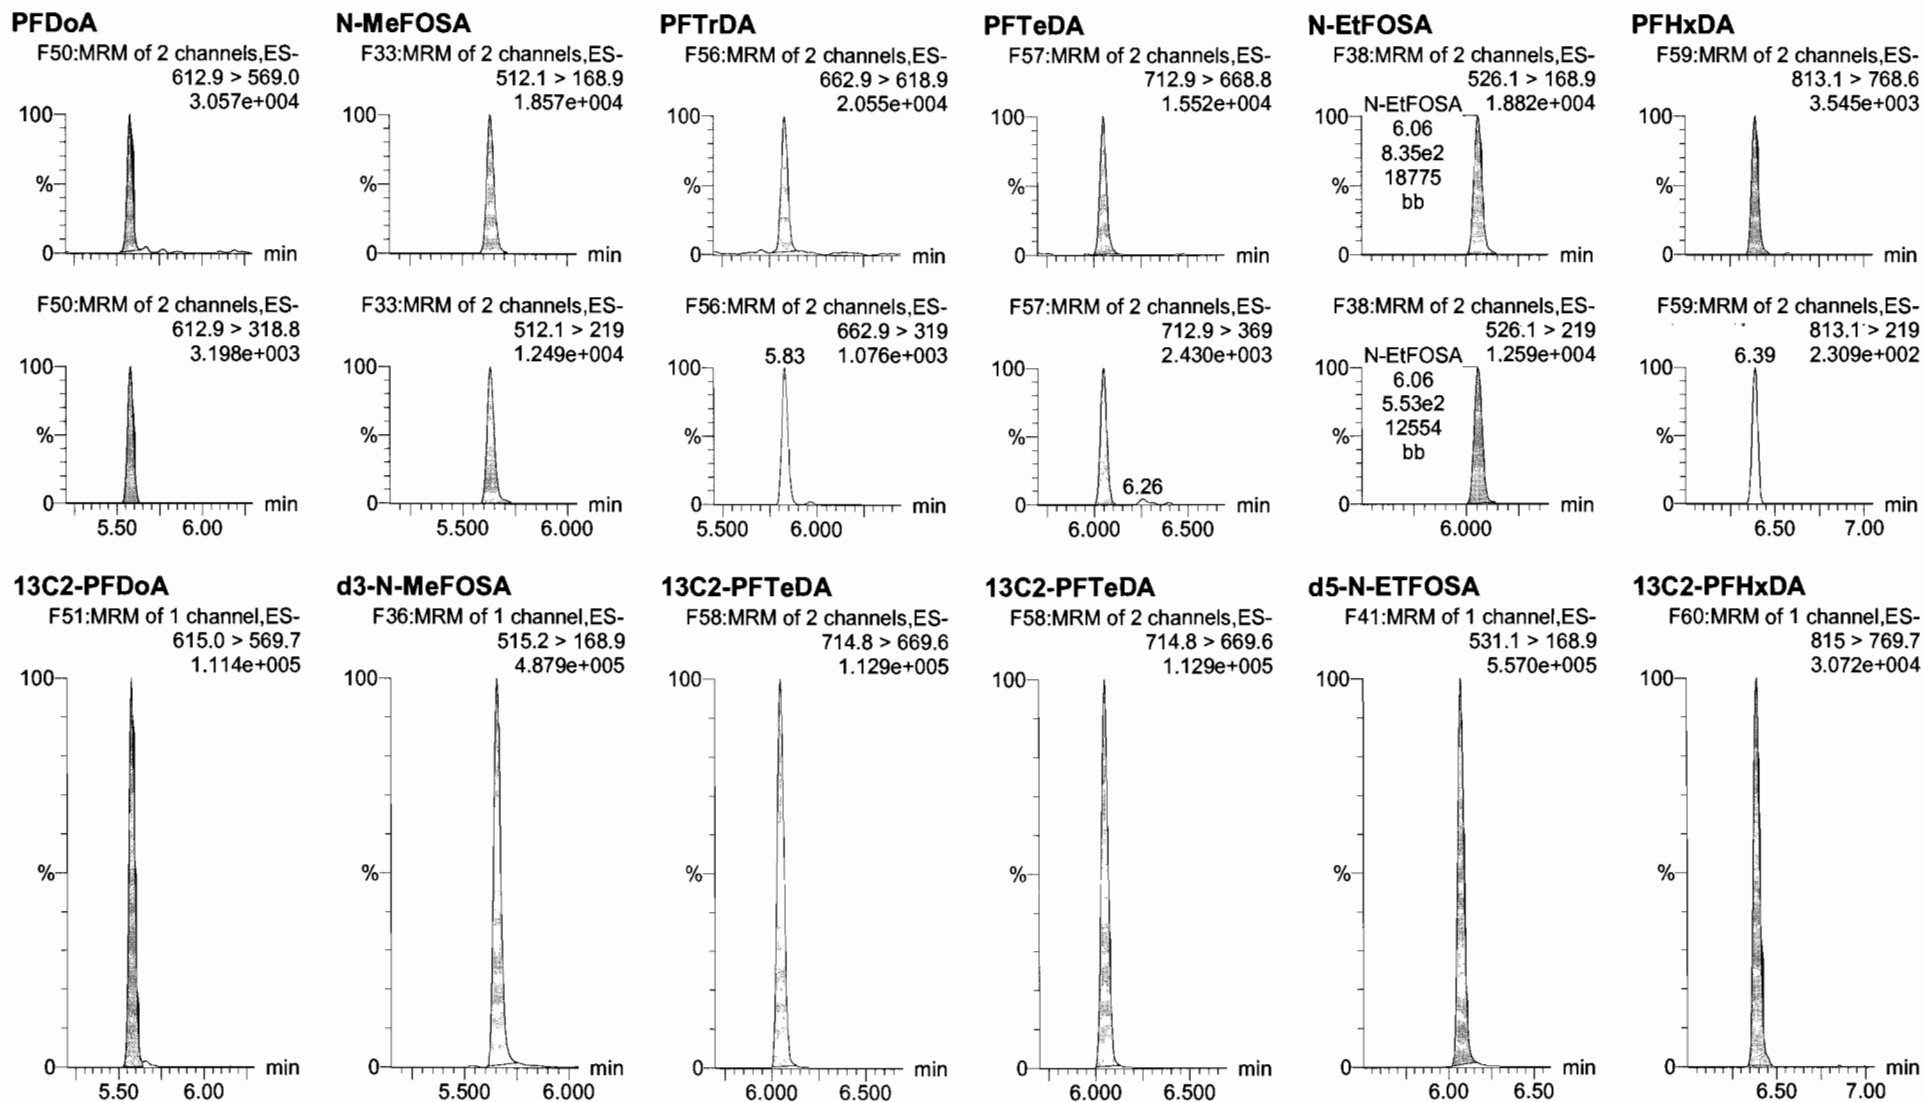 PFDoA
F50:MRM of 2 channels,ES-
612.9 > 569.0
3.057e+004
100
%
0
min
F50:MRM of 2 channels,ES-
612.9 > 318.8
3.198e+003
100
%
0
min
5.50 6.00
N-MeFOSA
F33:MRM of 2 channels,ES-
512.1 > 168.9
1.857e+004
100
%
0
min
F33:MRM of 2 channels,ES-
512.1 > 219
1.249e+004
100
%
0
min
5.500 6.000
PFTrDA
F56:MRM of 2 channels,ES-
662.9 > 618.9
2.055e+004
100
%
0
min
F56:MRM of 2 channels,ES-
662.9 > 319
5.83 1.076e+003
100
%
0
min
5.500 6.000
PFTeDA
F57:MRM of 2 channels,ES-
712.9 > 668.8
1.552e+004
100
%
0
min
F57:MRM of 2 channels,ES-
712.9 > 369
2.430e+003
100
%
6.26
0
min
6.000 6.500
N-EtFOSA
F38:MRM of 2 channels,ES-
526.1 > 168.9
N-EtFOSA 1.882e+004
100
6.06
8.35e2
18775
bb
%
0
min
F38:MRM of 2 channels,ES-
526.1 > 219
N-EtFOSA 1.259e+004
100
6.06
5.53e2
12554
bb
%
0
min
6.000
PFHxDA
F59:MRM of 2 channels,ES-
813.1 > 768.6
3.545e+003
100
%
0
min
F59:MRM of 2 channels,ES-
813.1 > 219
6.39 2.309e+002
100
%
0
min
6.50 7.00
13C2-PFDoA
F51:MRM of 1 channel,ES-
615.0 > 569.7
1.114e+005
100
%
0
min
5.50 6.00
d3-N-MeFOSA
F36:MRM of 1 channel,ES-
515.2 > 168.9
4.879e+005
100
%
0
min
5.500 6.000
13C2-PFTeDA
F58:MRM of 2 channels,ES-
714.8 > 669.6
1.129e+005
100
%
0
min
6.000 6.500
13C2-PFTeDA
F58:MRM of 2 channels,ES-
714.8 > 669.6
1.129e+005
100
%
0
min
6.000 6.500
d5-N-ETFOSA
F41:MRM of 1 channel,ES-
531.1 > 168.9
5.570e+005
100
%
0
min
6.00 6.50
13C2-PFHxDA
F60:MRM of 1 channel,ES-
815 > 769.7
3.072e+004
100
%
0
min
6.50 7.00